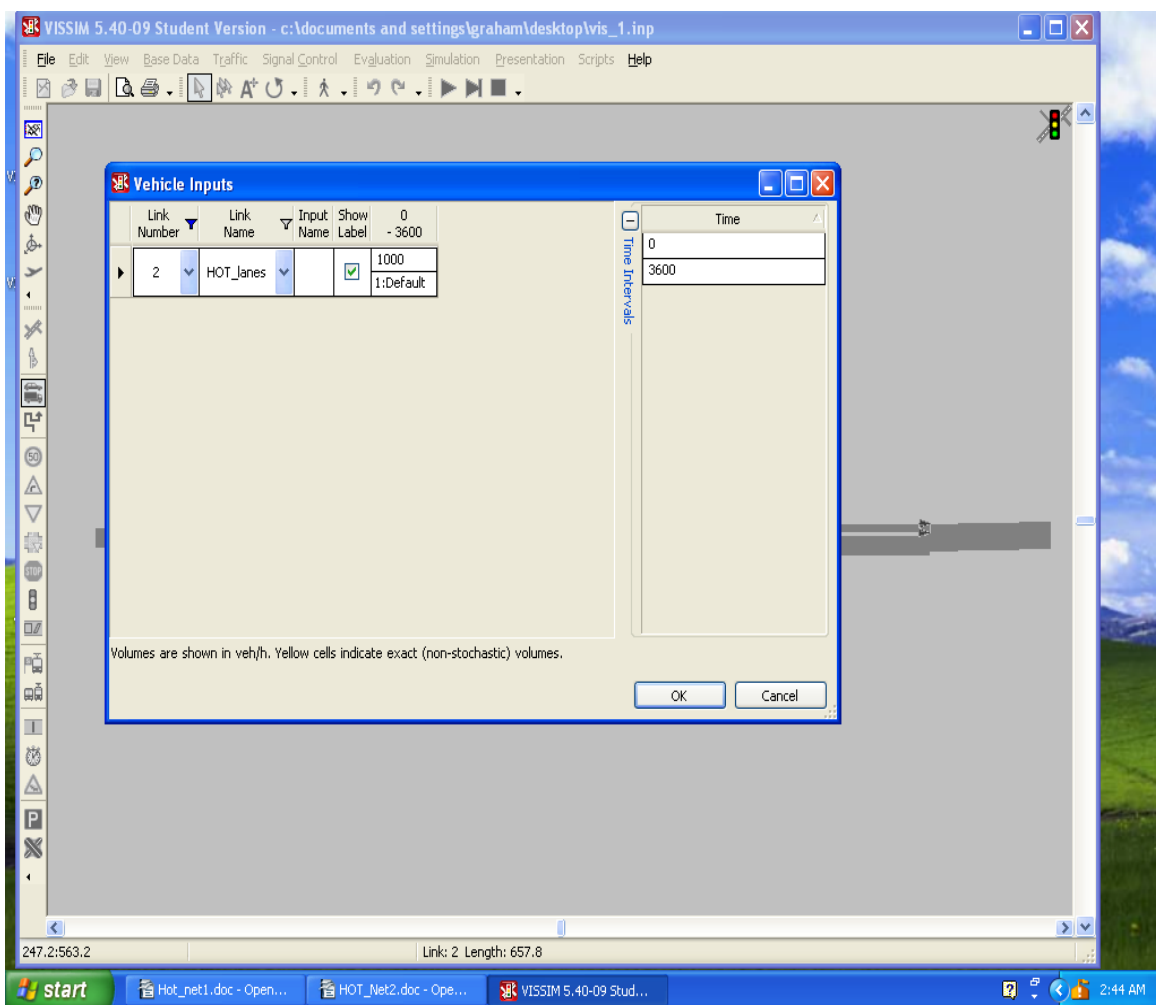 VISSIM 5.40-09 Student Version - c:\documents and settings\graham\desktop\vis_1.inp
File Edit View Base Data Traffic Signal Control Evaluation Simulation Presentation Scripts Help
Vehicle Inputs
Link Number Link Name Input Name Show Label 0 - 3600
2 HOT_lanes 1000
1:Default
Time Intervals
Time
0
3600
Volumes are shown in veh/h. Yellow cells indicate exact (non-stochastic) volumes.
OK Cancel
50
STOP
P
247.2:563.2 Link: 2 Length: 657.8
start Hot_net1.doc - Open... HOT_Net2.doc - Ope... VISSIM 5.40-09 Stud... 2:44 AM